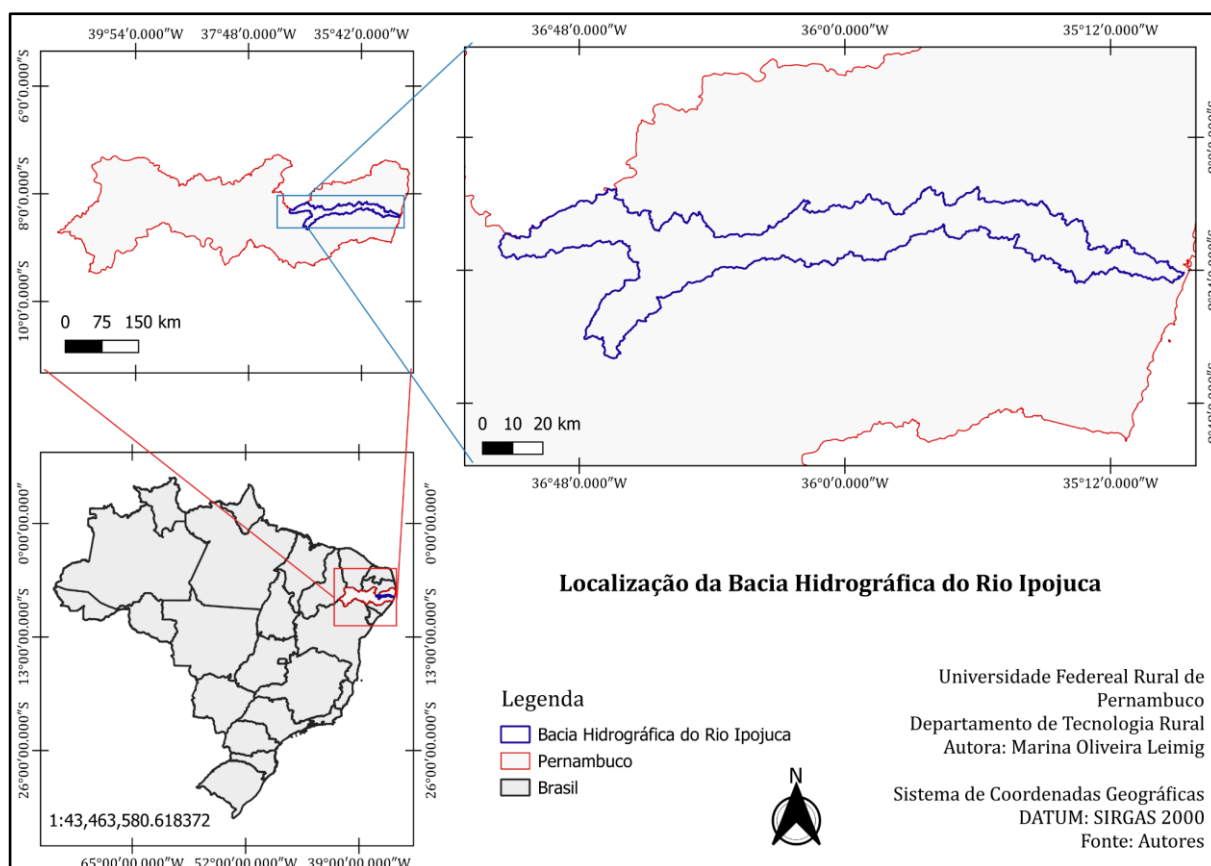 39°54′0.000″W 37°48′0.000″W 35°42′0.000″W
6°0′0.000″S
8°0′0.000″S
10°0′0.000″S
0 75 150 km
36°48′0.000″W 36°0′0.000″W 35°12′0.000″W
0 10 20 km
36°48′0.000″W 36°0′0.000″W 35°12′0.000″W
0°00′00.000″
13°00′00.000″S
26°00′00.000″S
0°00′00.000″
13°00′00.000″S
26°00′00.000″S
1:43,463,580.618372
65°00′00.000″W 52°00′00.000″W 39°00′00.000″W
Localização da Bacia Hidrográfica do Rio Ipojuca
Legenda
Bacia Hidrográfica do Rio Ipojuca
Pernambuco
Brasil
N
Universidade Federeal Rural de
Pernambuco
Departamento de Tecnologia Rural
Autora: Marina Oliveira Leimig
Sistema de Coordenadas Geográficas
DATUM: SIRGAS 2000
Fonte: Autores